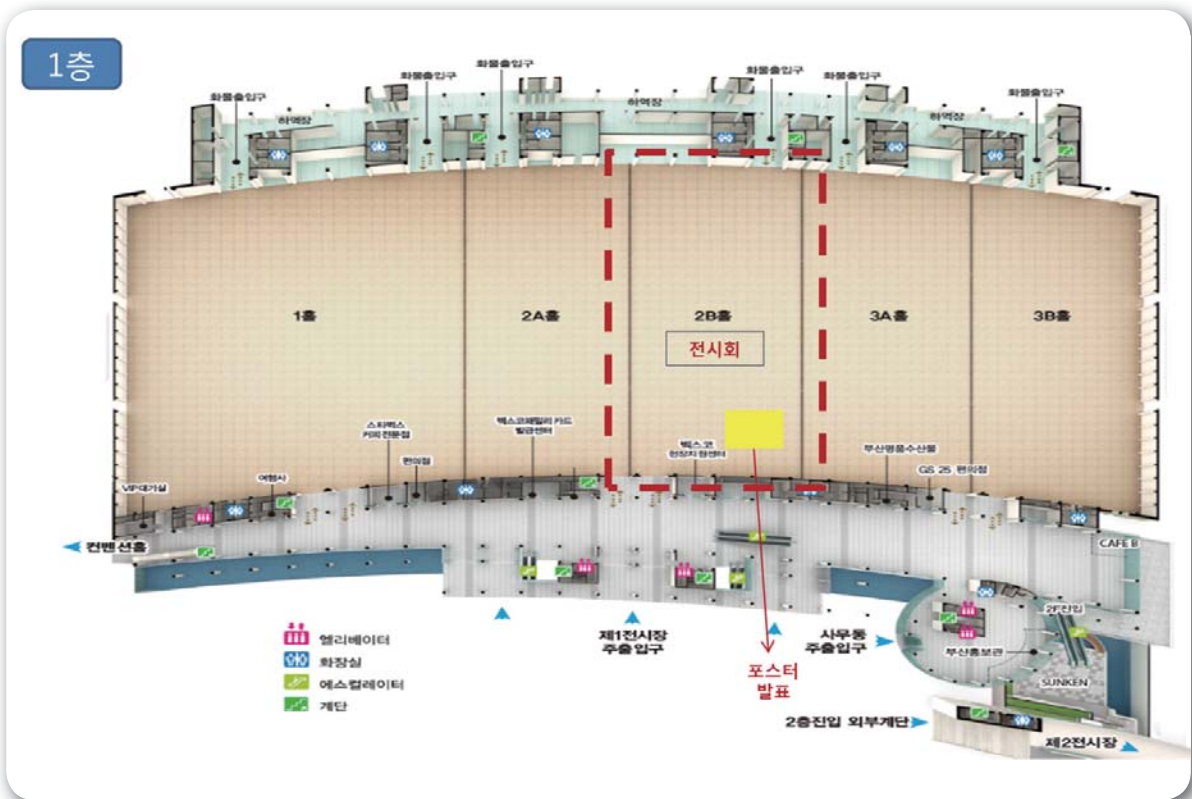 1층
화물출입구
화물출입구
화물출입구
화물출입구
화물출입구
화물출입구
하역장
하역장
하역장
1홀
2A홀
2B홀
3A홀
3B홀
전시회
스타벅스
커피전문점
편의점
벡스코패밀리 카드
발급센터
벡스코
현장지원센터
부산명품수산물
GS 25 편의점
VIP대기실
여행사
컨벤션홀
CAFE B
2F진입
제1전시장
주출입구
사무동
주출입구
부산홍보관
SUNKEN
엘리베이터
화장실
에스컬레이터
계단
포스터
발표
2층진입 외부계단
제2전시장